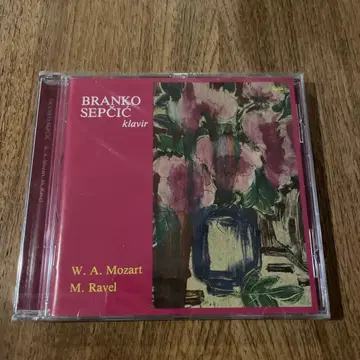 BRANKO
SEPČIĆ
klavir
W. A. Mozart
M. Ravel